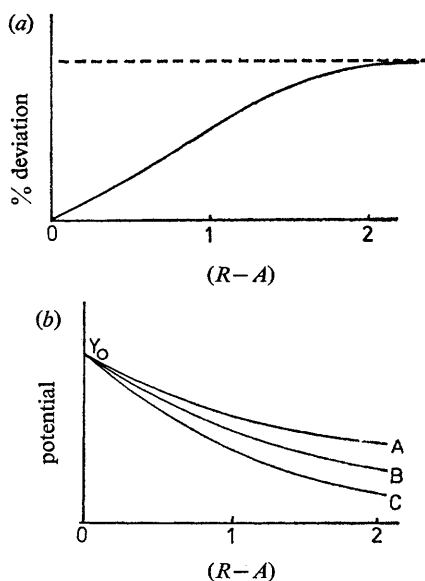 (a)
% deviation
0
1
2
(R-A)
(b)
Y₀
potential
A
B
C
0
1
2
(R-A)